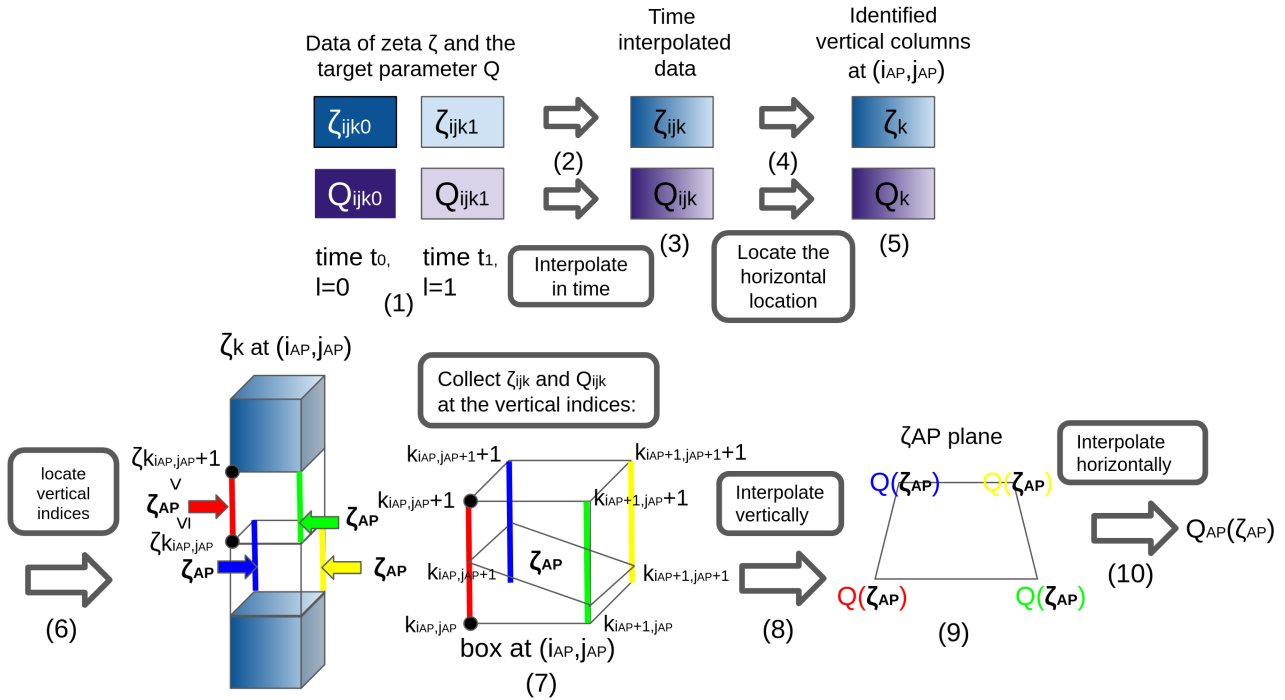 Data of zeta ζ and the
target parameter Q
Time
interpolated
data
Identified
vertical columns
at (iAP,jAP)
ζijk0
ζijk1
ζijk
ζk
(2)
(4)
Qijk0
Qijk1
Qijk
Qk
(3)
(5)
time t0,
l=0
(1)
time t1,
l=1
Interpolate
in time
Locate the
horizontal
location
ζk at (iAP,jAP)
Collect ζijk and Qijk
at the vertical indices:
locate
vertical
indices
(6)
ζkiAP,jAP+1
<
ζAP
≤
ζkiAP,jAP
ζAP
ζAP
ζAP
kiAP,jAP+1+1
kiAP+1,jAP+1+1
kiAP,jAP+1
kiAP+1,jAP+1
ζAP
kiAP,jAP+1
kiAP+1,jAP+1
kiAP,jAP
kiAP+1,jAP
box at (iAP,jAP)
(7)
Interpolate
vertically
(8)
ζAP plane
Q(ζAP)
Q(ζAP)
Q(ζAP)
Q(ζAP)
(9)
Interpolate
horizontally
(10)
QAP(ζAP)